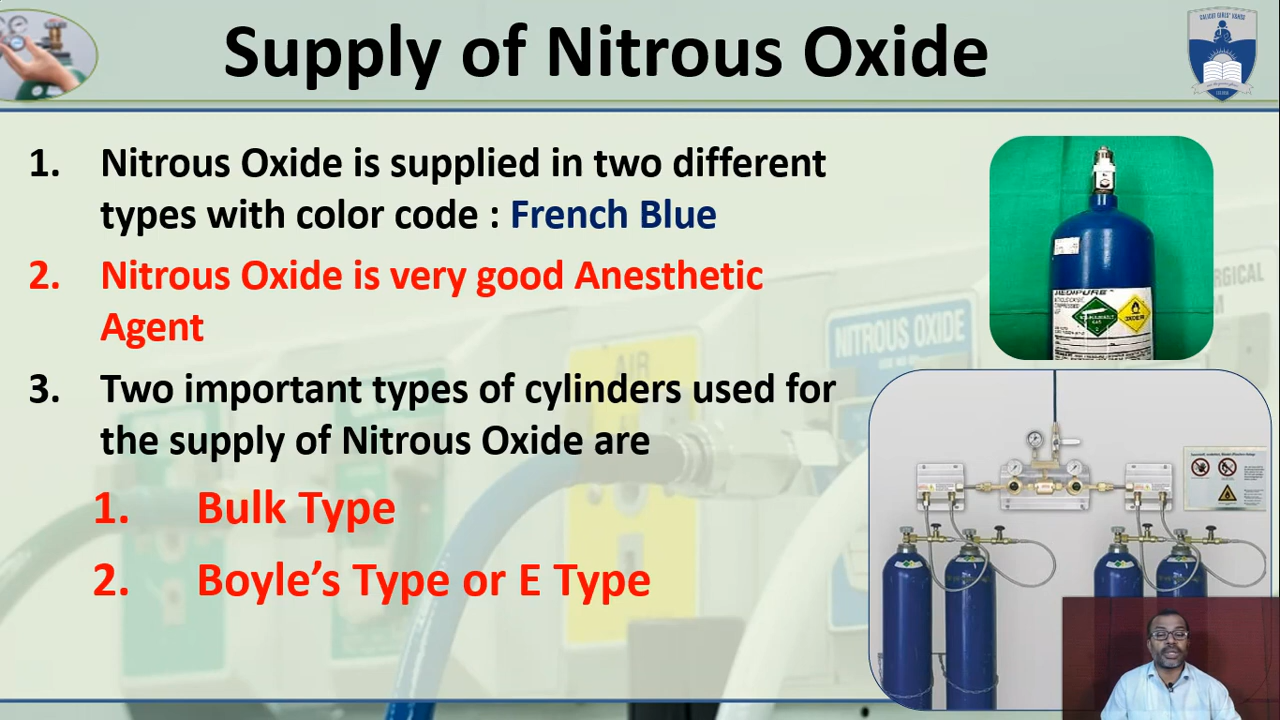 Supply of Nitrous Oxide
1. Nitrous Oxide is supplied in two different
types with color code : French Blue
2. Nitrous Oxide is very good Anesthetic
Agent
3. Two important types of cylinders used for
the supply of Nitrous Oxide are
1. Bulk Type
2. Boyle’s Type or E Type
AIR
NITROUS OXIDE
MEDIPURE